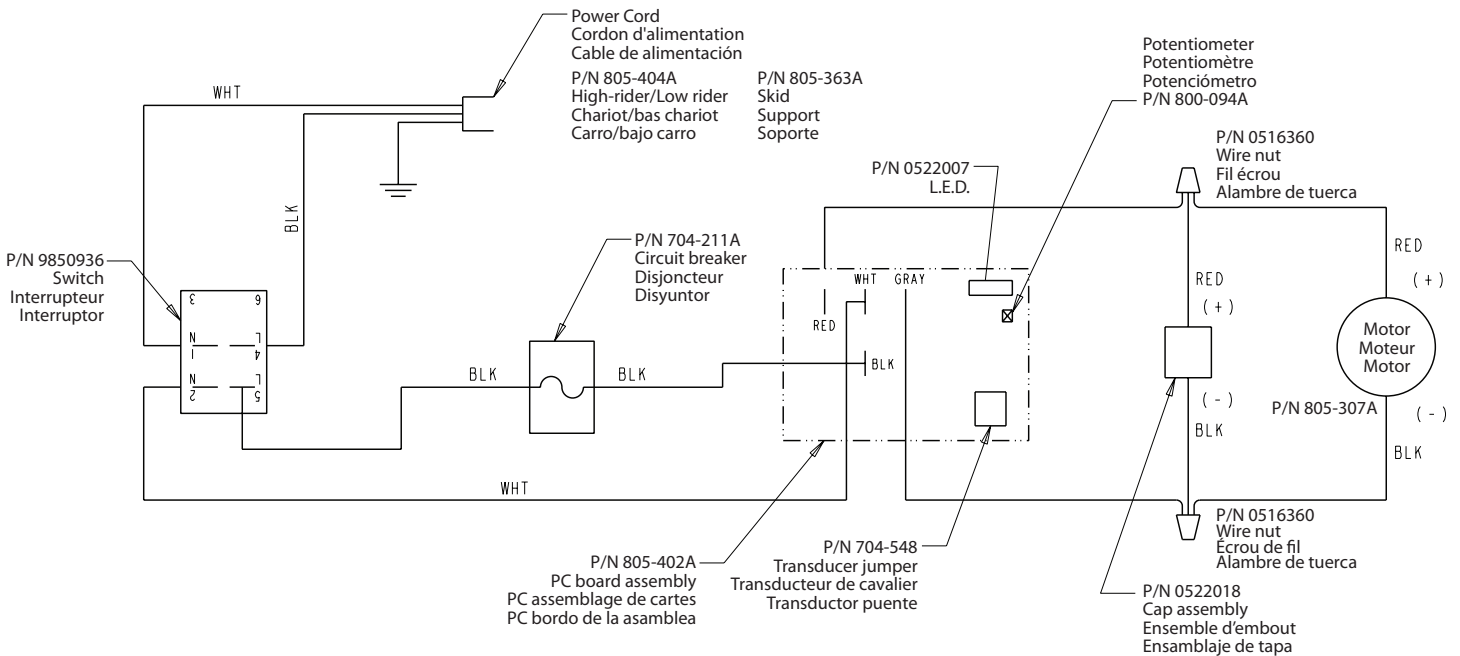 Power Cord
Cordon d'alimentation
Cable de alimentación
P/N 805-404A
High-rider/Low rider
Chariot/bas chariot
Carro/bajo carro
P/N 805-363A
Skid
Support
Soporte
Potentiometer
Potentiomètre
Potenciómetro
P/N 800-094A
WHT
BLK
P/N 0516360
Wire nut
Fil écrou
Alambre de tuerca
P/N 0522007
L.E.D.
P/N 9850936
Switch
Interrupteur
Interruptor
3
6
N
1
L
4
N
2
L
5
P/N 704-211A
Circuit breaker
Disjoncteur
Disyuntor
BLK
BLK
WHT
GRAY
RED
BLK
RED
(+)
(-)
BLK
RED
(+)
Motor
Moteur
Motor
P/N 805-307A
(-)
BLK
WHT
P/N 805-402A
PC board assembly
PC assemblage de cartes
PC bordo de la asamblea
P/N 704-548
Transducer jumper
Transducteur de cavalier
Transductor puente
P/N 0516360
Wire nut
Écrou de fil
Alambre de tuerca
P/N 0522018
Cap assembly
Ensemble d'embout
Ensamblaje de tapa